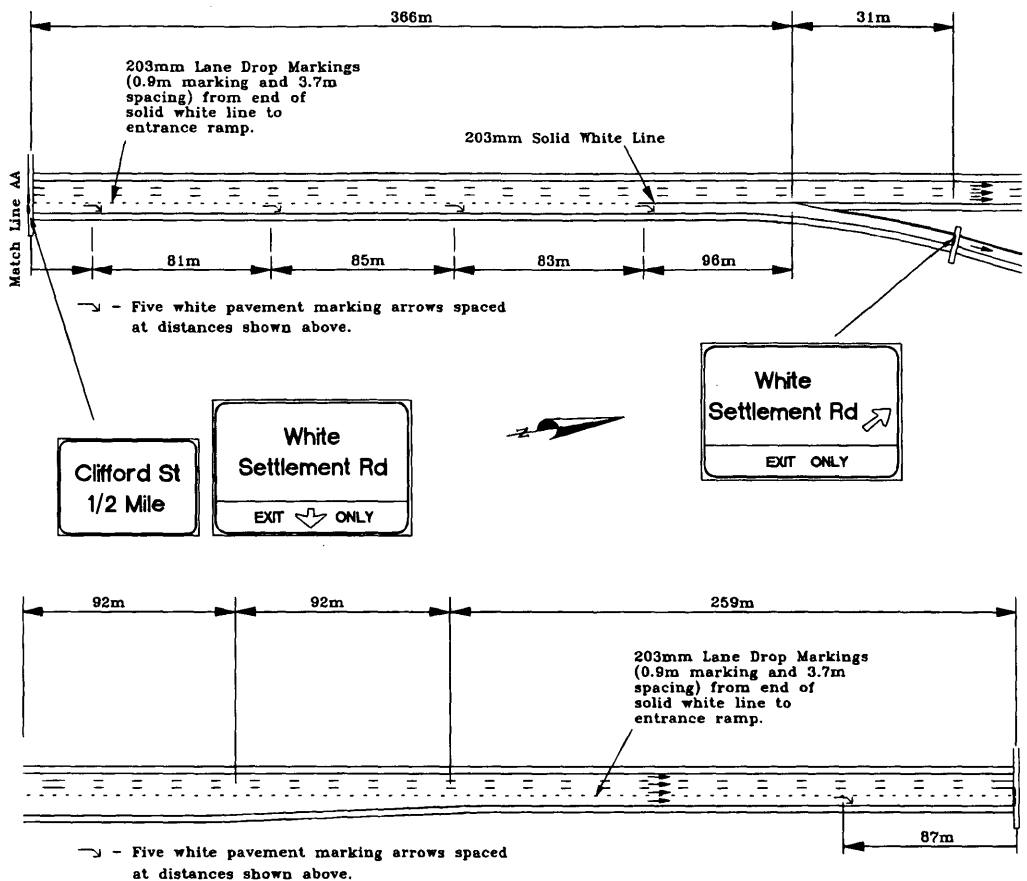 366m
31m
203mm Lane Drop Markings
(0.9m marking and 3.7m
spacing) from end of
solid white line to
entrance ramp.
203mm Solid White Line
Match Line AA
81m
85m
83m
96m
- Five white pavement marking arrows spaced
at distances shown above.
Clifford St
1/2 Mile
White
Settlement Rd
EXIT ONLY
N
White
Settlement Rd
EXIT ONLY
92m
92m
259m
203mm Lane Drop Markings
(0.9m marking and 3.7m
spacing) from end of
solid white line to
entrance ramp.
87m
- Five white pavement marking arrows spaced
at distances shown above.